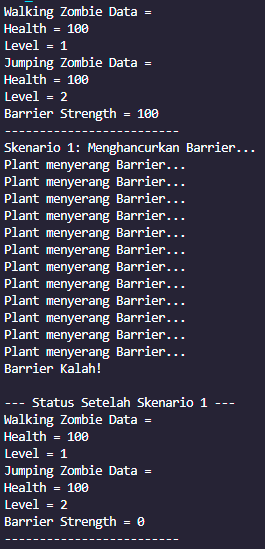 Walking Zombie Data =
Health = 100
Level = 1
Jumping Zombie Data =
Health = 100
Level = 2
Barrier Strength = 100
-------------------------
Skenario 1: Menghancurkan Barrier...
Plant menyerang Barrier...
Plant menyerang Barrier...
Plant menyerang Barrier...
Plant menyerang Barrier...
Plant menyerang Barrier...
Plant menyerang Barrier...
Plant menyerang Barrier...
Plant menyerang Barrier...
Plant menyerang Barrier...
Plant menyerang Barrier...
Plant menyerang Barrier...
Plant menyerang Barrier...
Barrier Kalah!

--- Status Setelah Skenario 1 ---
Walking Zombie Data =
Health = 100
Level = 1
Jumping Zombie Data =
Health = 100
Level = 2
Barrier Strength = 0
-------------------------